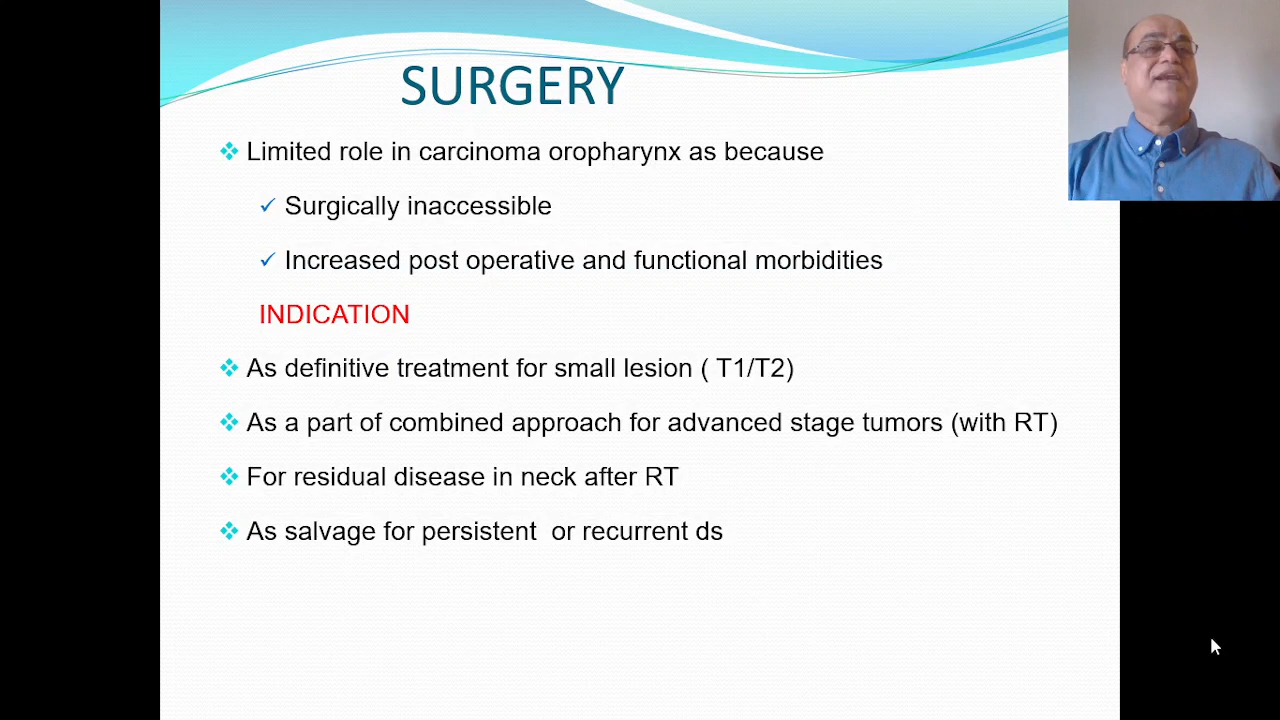 SURGERY
Limited role in carcinoma oropharynx as because
Surgically inaccessible
Increased post operative and functional morbidities
INDICATION
As definitive treatment for small lesion ( T1/T2)
As a part of combined approach for advanced stage tumors (with RT)
For residual disease in neck after RT
As salvage for persistent  or recurrent ds